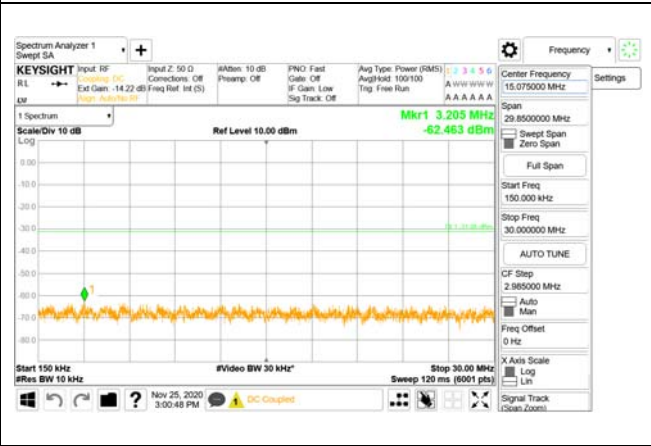 Spectrum Analyzer 1
Swept SA
+
Frequency
KEYSIGHT
Input: RF
Input Z: 50 Ω
#Atten: 10 dB
PNO: Fast
Avg Type: Power (RMS)
1 2 3 4 5 6
RL
Coupling: DC
Corrections: Off
Preamp: Off
Gate: Off
Avg|Hold: 100/100
A W W W W W
Ext Gain: -14.22 dB
Freq Ref: Int (S)
IF Gain: Low
Trig: Free Run
A A A A A A
Align: Auto/No RF
Sig Track: Off
Center Frequency
15.075000 MHz
Settings
1 Spectrum
Mkr1 3.205 MHz
Scale/Div 10 dB
Ref Level 10.00 dBm
-62.463 dBm
Log
Span
29.8500000 MHz
Swept Span
Zero Span
Full Span
Start Freq
150.000 kHz
Stop Freq
30.000000 MHz
AUTO TUNE
CF Step
2.985000 MHz
Auto
Man
Freq Offset
0 Hz
X Axis Scale
Log
Lin
Signal Track
(Span Zoom)
0.00
-10.0
-20.0
-30.0
-40.0
-50.0
-60.0
-70.0
-80.0
1
Start 150 kHz
#Video BW 30 kHz*
Stop 30.00 MHz
#Res BW 10 kHz
Sweep 120 ms (6001 pts)
?
Nov 25, 2020
3:00:48 PM
1
DC Coupled